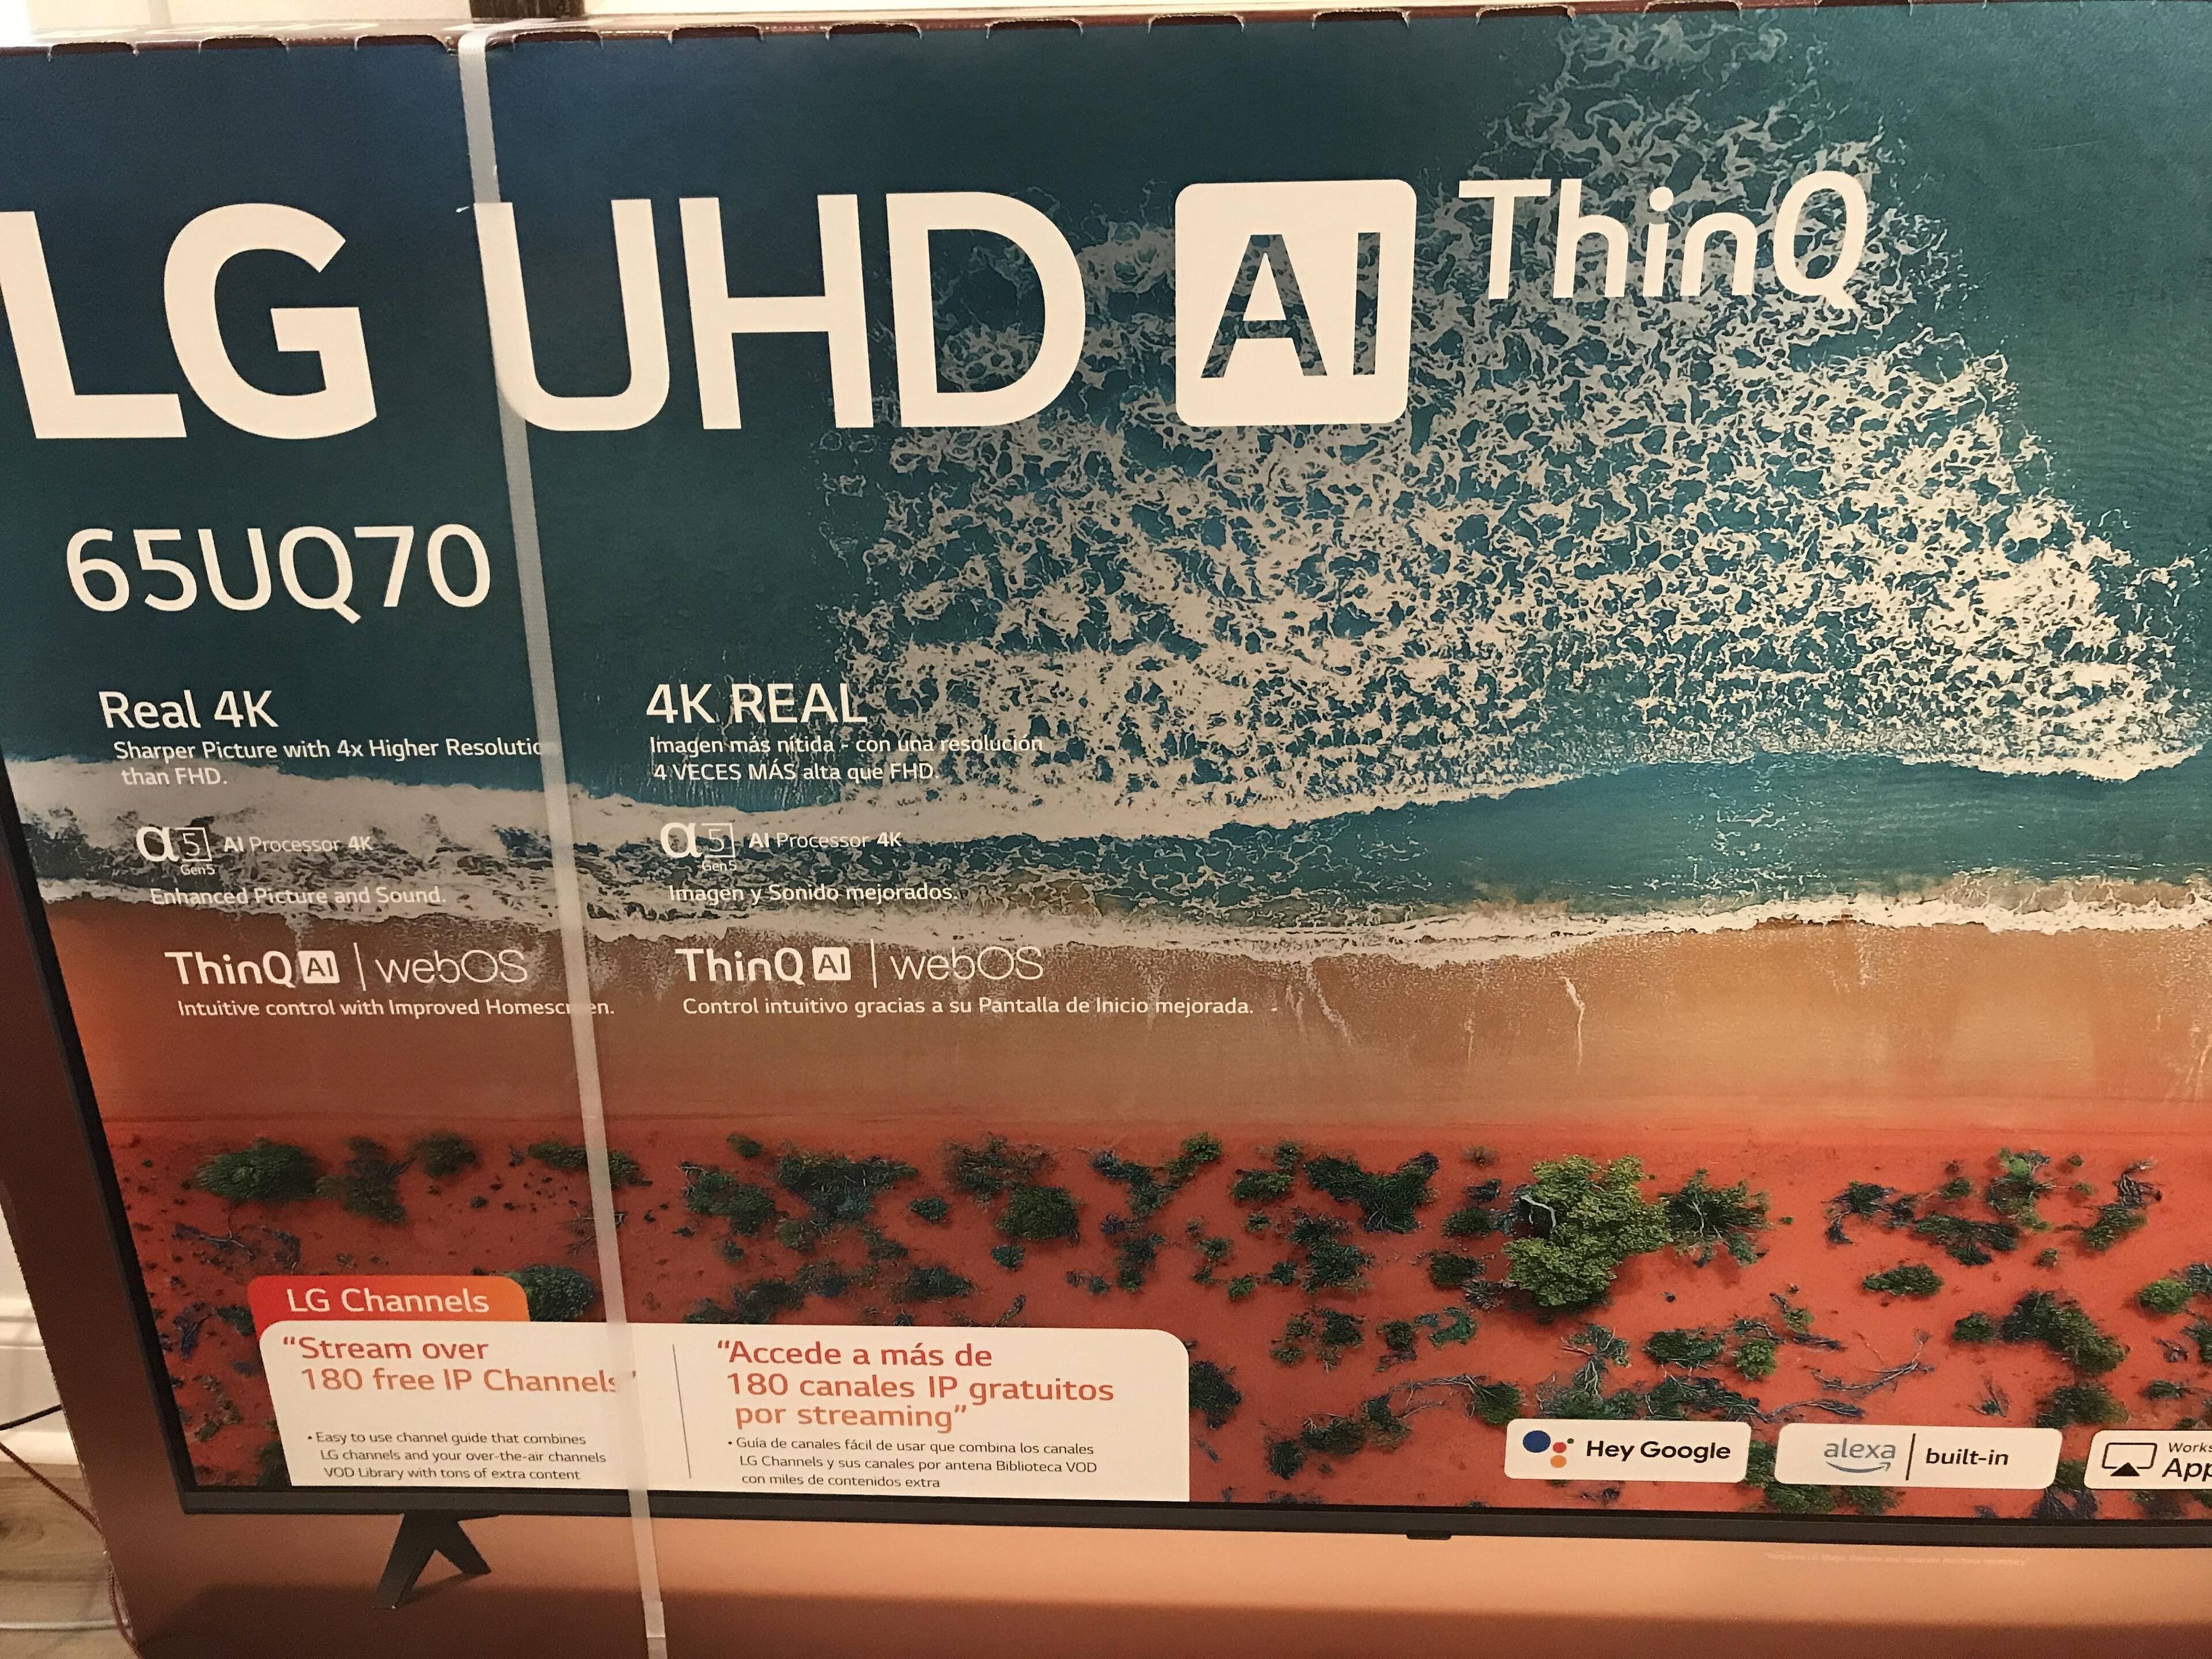 LG UHD AI ThinQ
65UQ70
Real 4K
Sharper Picture with 4x Higher Resolutio
than FHD.
α5 Gen5 AI Processor 4K
Enhanced Picture and Sound.
ThinQ AI | webOS
Intuitive control with Improved Homescreen.
4K REAL
Imagen más nítida - con una resolución
4 VECES MÁS alta que FHD.
α5 Gen5 AI Processor 4K
Imagen y Sonido mejorados.
ThinQ AI | webOS
Control intuitivo gracias a su Pantalla de Inicio mejorada.
LG Channels
“Stream over
180 free IP Channels”
• Easy to use channel guide that combines
LG channels and your over-the-air channels
VOD Library with tons of extra content
“Accede a más de
180 canales IP gratuitos
por streaming”
• Guía de canales fácil de usar que combina los canales
LG Channels y sus canales por antena Biblioteca VOD
con miles de contenidos extra
Hey Google
alexa | built-in
Works
App